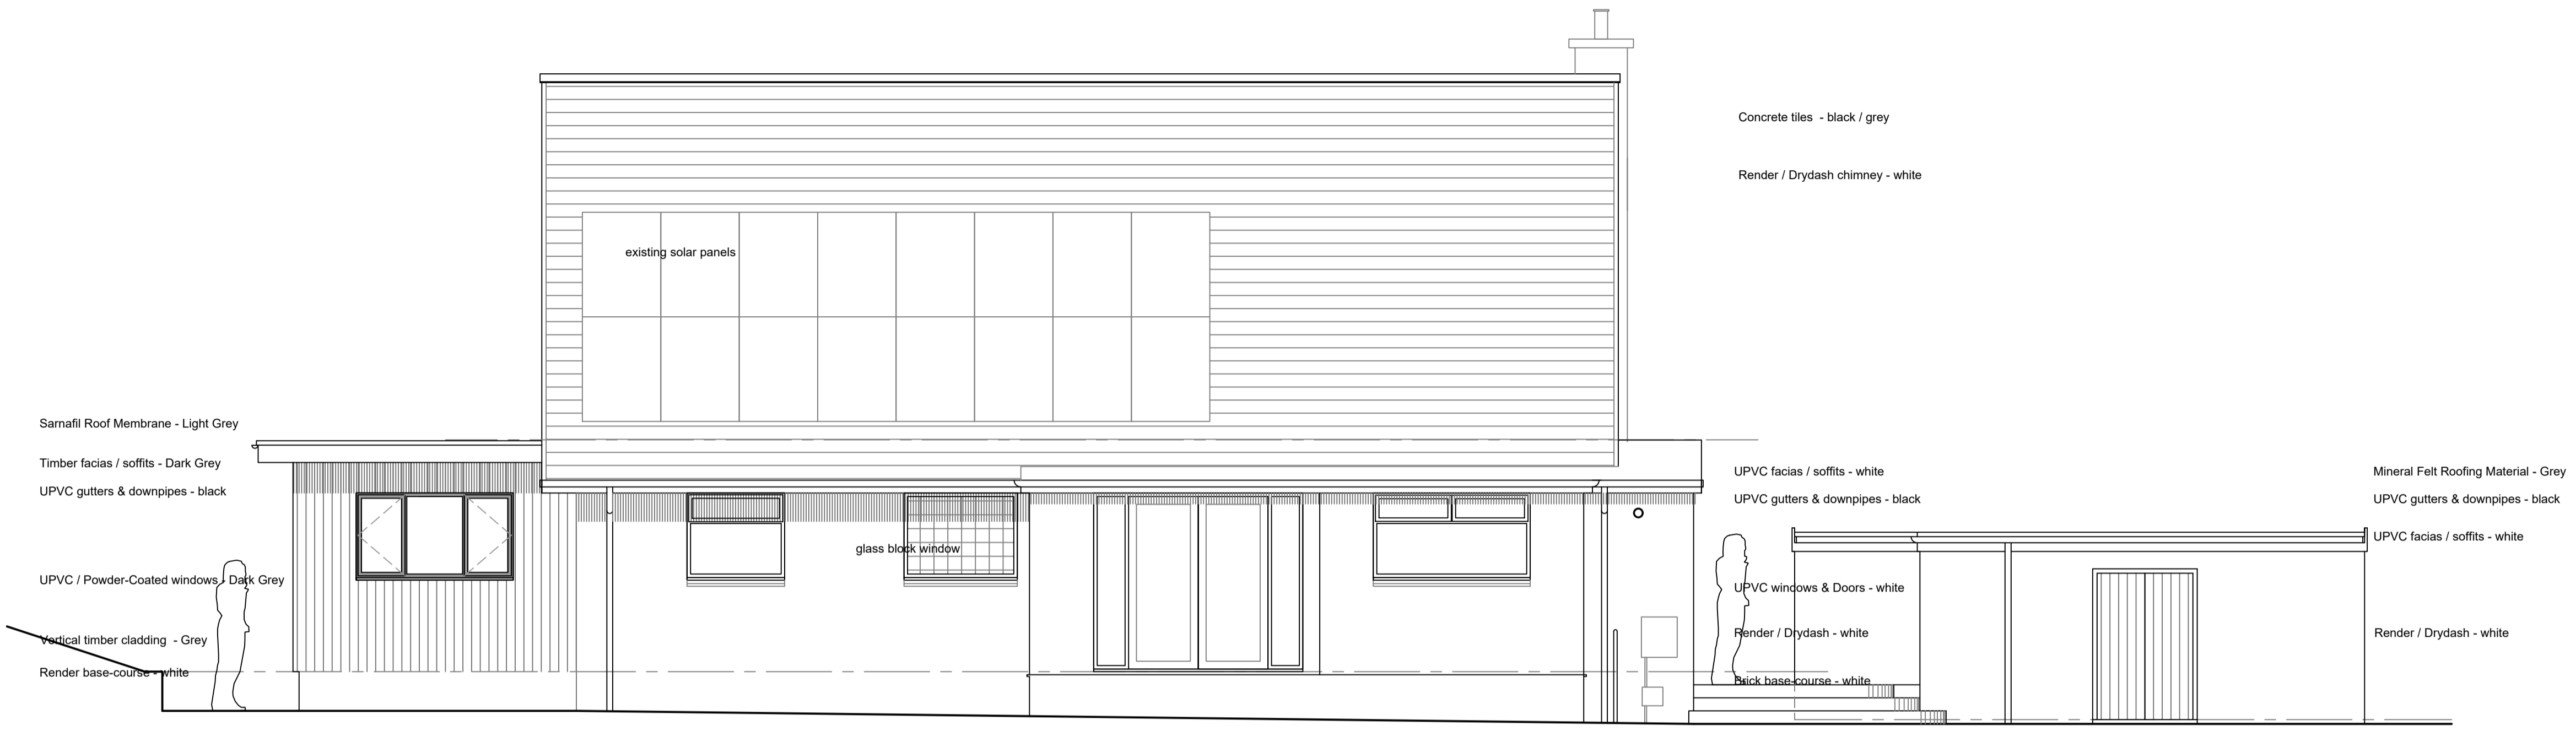 Concrete tiles - black / grey
Render / Drydash chimney - white
existing solar panels
Sarnafil Roof Membrane - Light Grey
Timber facias / soffits - Dark Grey
UPVC gutters & downpipes - black
glass block window
UPVC / Powder-Coated windows - Dark Grey
Vertical timber cladding - Grey
Render base-course - white
UPVC facias / soffits - white
UPVC gutters & downpipes - black
UPVC windows & Doors - white
Render / Drydash - white
Brick base-course - white
Mineral Felt Roofing Material - Grey
UPVC gutters & downpipes - black
UPVC facias / soffits - white
Render / Drydash - white